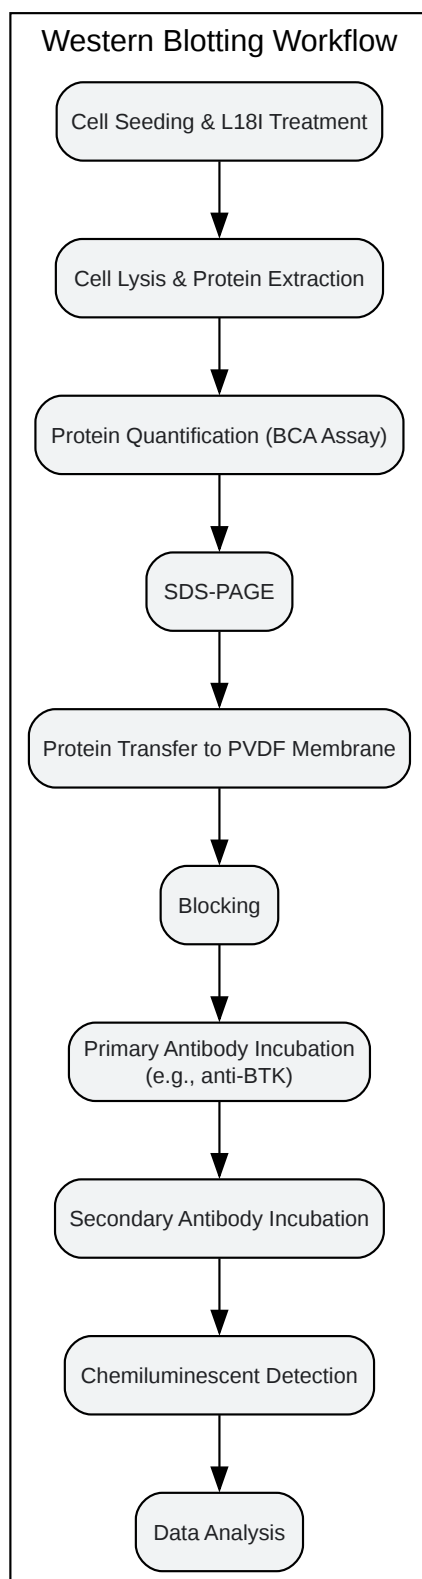 Western Blotting Workflow
Cell Seeding & L18I Treatment
Cell Lysis & Protein Extraction
Protein Quantification (BCA Assay)
SDS-PAGE
Protein Transfer to PVDF Membrane
Blocking
Primary Antibody Incubation
(e.g., anti-BTK)
Secondary Antibody Incubation
Chemiluminescent Detection
Data Analysis